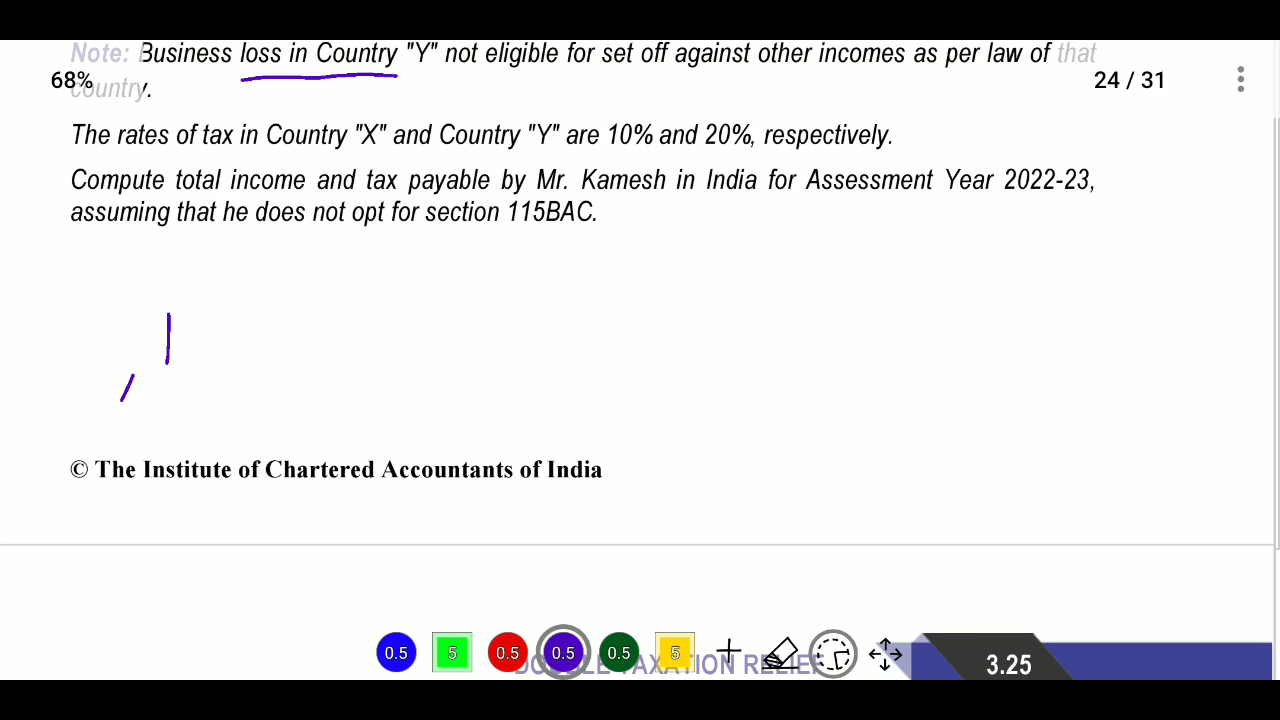 Note: Business loss in Country "Y" not eligible for set off against other incomes as per law of that
68%
country.
24 / 31
The rates of tax in Country "X" and Country "Y" are 10% and 20%, respectively.
Compute total income and tax payable by Mr. Kamesh in India for Assessment Year 2022-23,
assuming that he does not opt for section 115BAC.
© The Institute of Chartered Accountants of India
0.5 5 0.5 0.5 0.5 5
DOUBLE TAXATION RELIEF
3.25